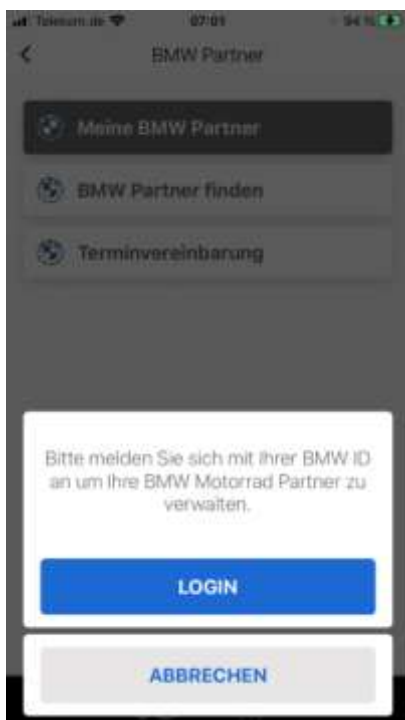 Telekom.de 07:01 94 %
BMW Partner
Meine BMW Partner
BMW Partner finden
Terminvereinbarung
Bitte melden Sie sich mit Ihrer BMW ID
an um Ihre BMW Motorrad Partner zu
verwalten.
LOGIN
ABBRECHEN